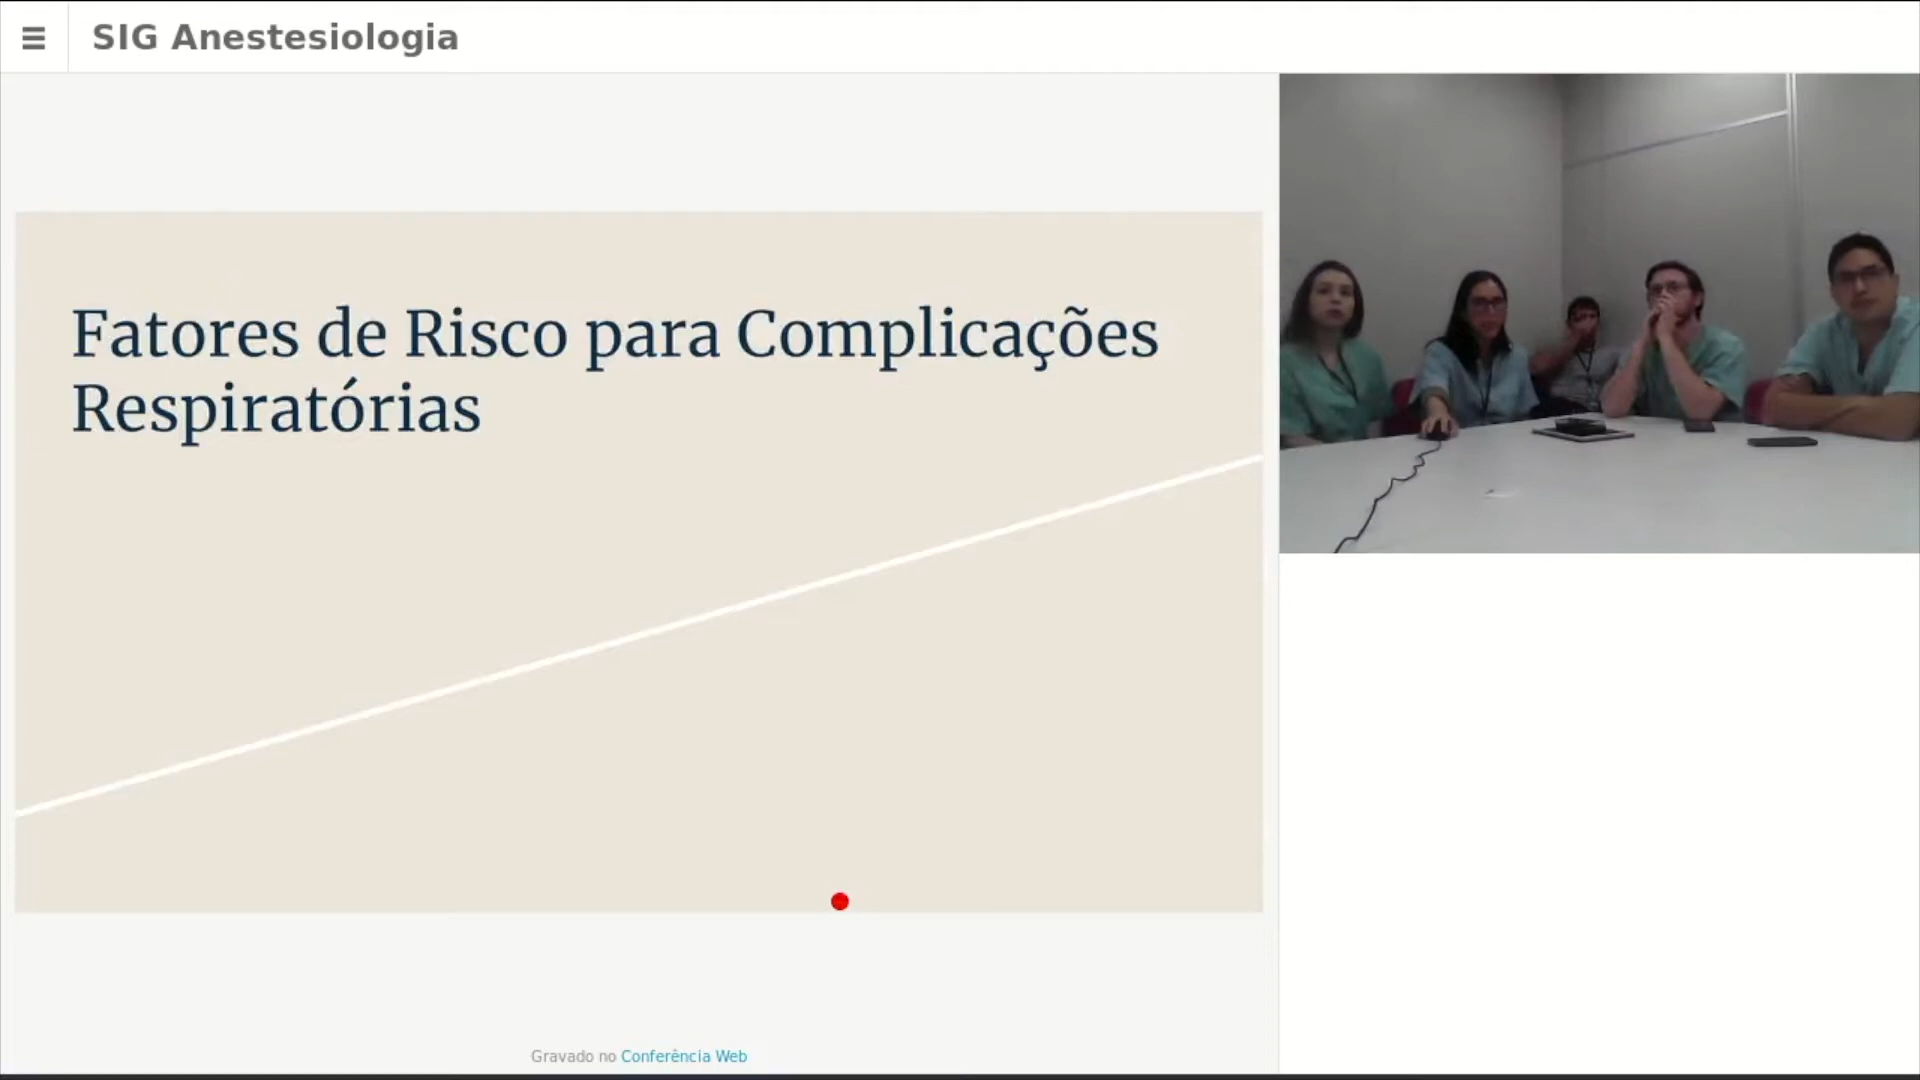 SIG Anestesiologia
Fatores de Risco para Complicações
Respiratórias
Gravado no Conferência Web